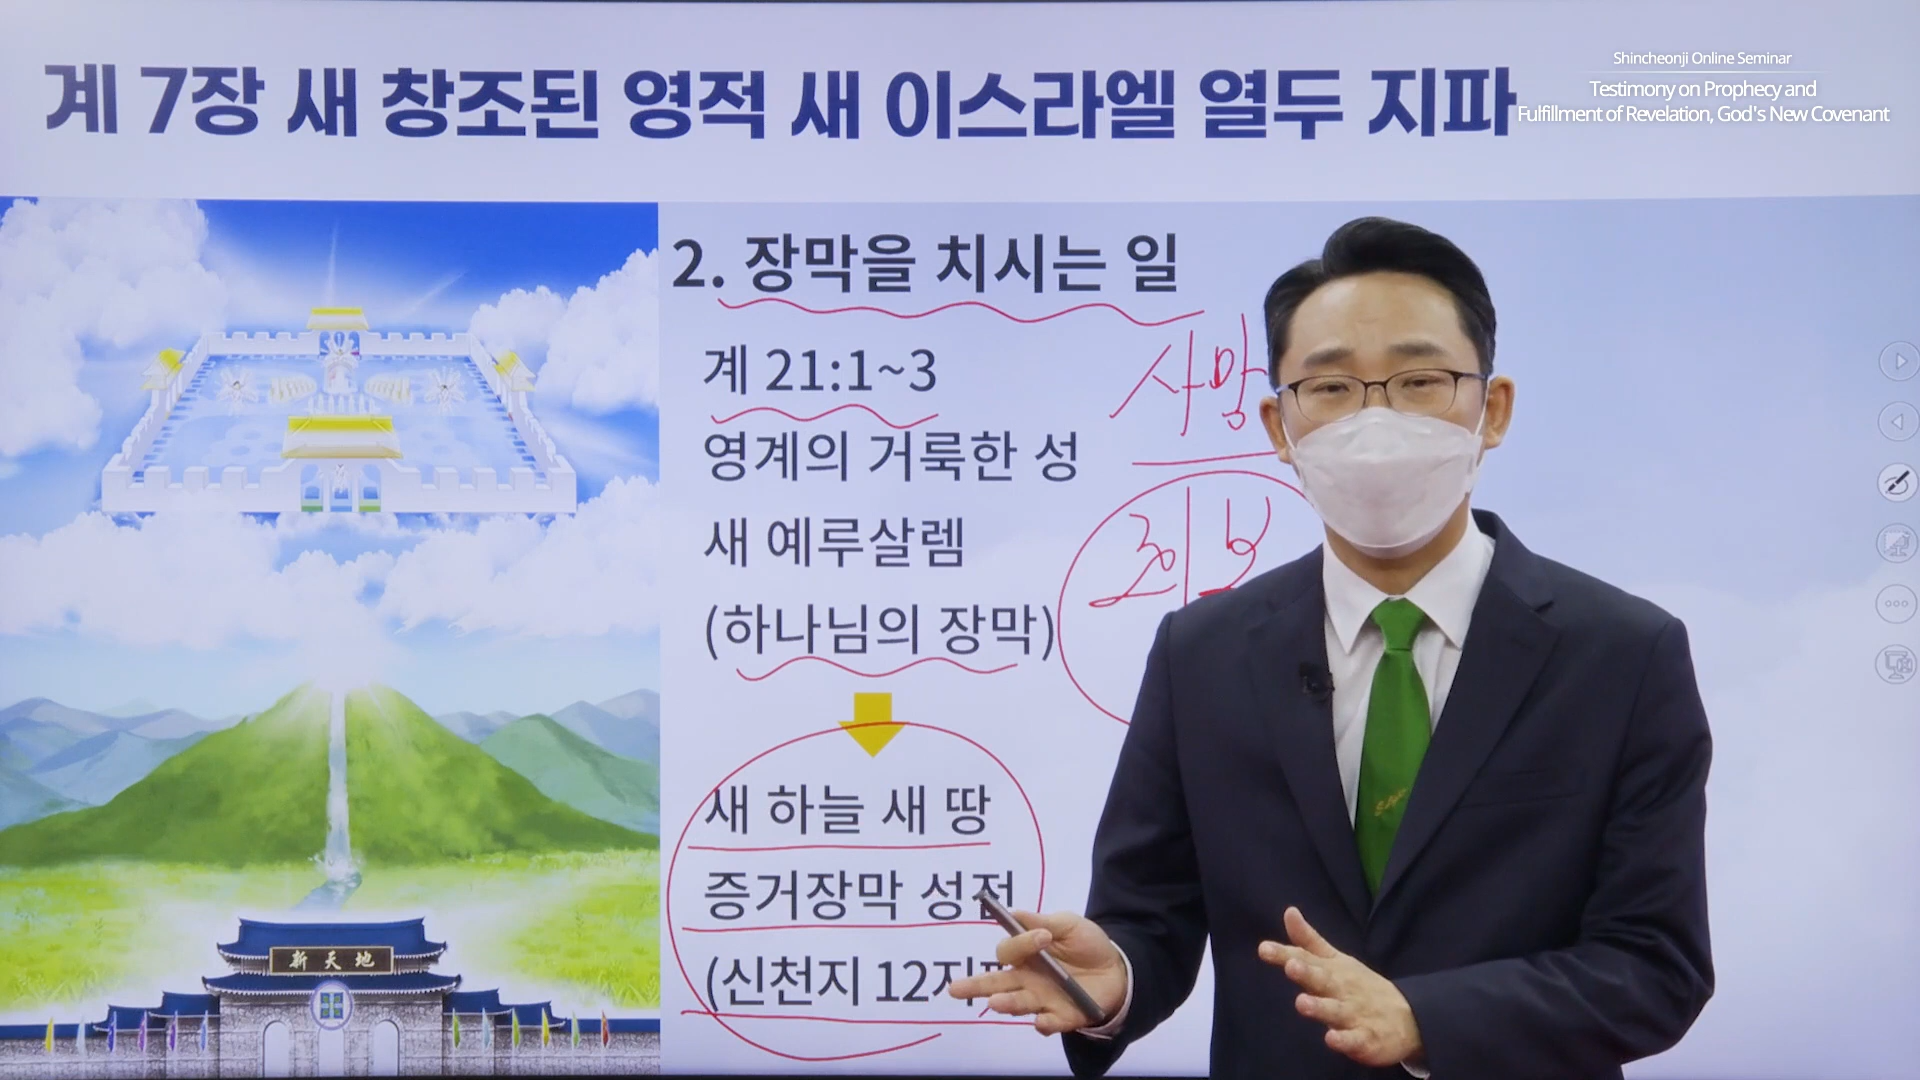 계 7장 새 창조된 영적 새 이스라엘 열두 지파
Shincheonji Online Seminar
Testimony on Prophecy and
Fulfillment of Revelation, God's New Covenant
2. 장막을 치시는 일
계 21:1~3
사망
영계의 거룩한 성
새 예루살렘
회복
(하나님의 장막)
새 하늘 새 땅
증거장막 성전
(신천지 12지파
新天地